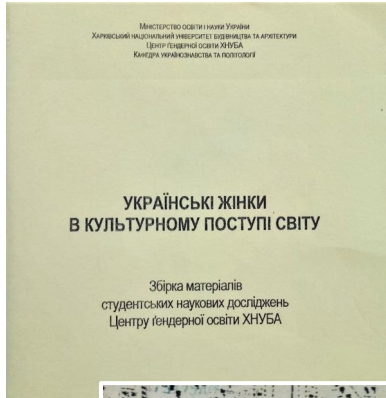 Міністерство освіти і науки України
Харківський національний університет будівництва та архітектури
Центр ґендерної освіти ХНУБА
Кафедра українознавства та політології
УКРАЇНСЬКІ ЖІНКИ
В КУЛЬТУРНОМУ ПОСТУПІ СВІТУ
Збірка матеріалів
студентських наукових досліджень
Центру ґендерної освіти ХНУБА